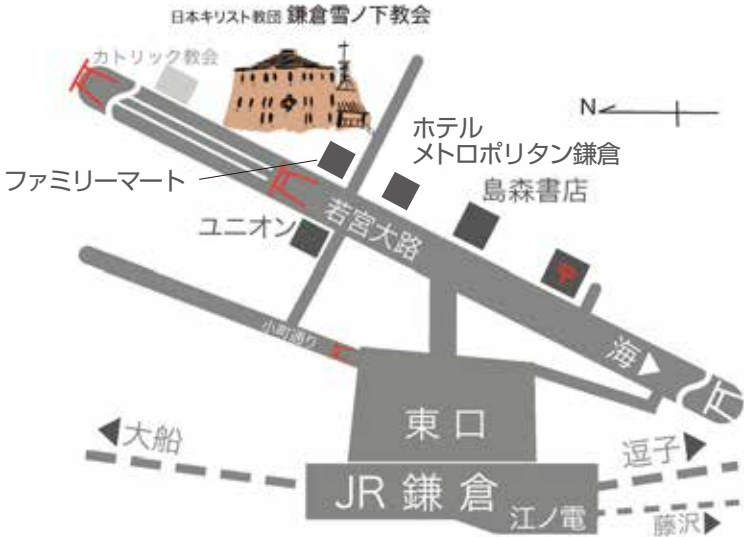 日本キリスト教団 鎌倉雪ノ下教会
カトリック教会
N
ホテル
メトロポリタン鎌倉
ファミリーマート
島森書店
ユニオン
若宮大路
〒
小町通り
海▶
東口
◀大船
逗子▶
JR 鎌倉
江ノ電
藤沢▶